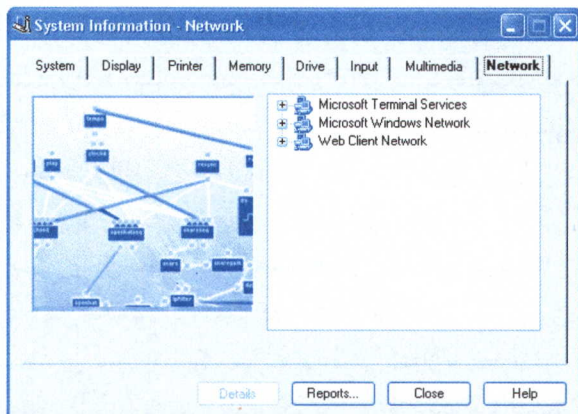 System Information - Network
System Display Printer Memory Drive Input Multimedia Network
Microsoft Terminal Services
Microsoft Windows Network
Web Client Network
tempo
Details Reports... Close Help